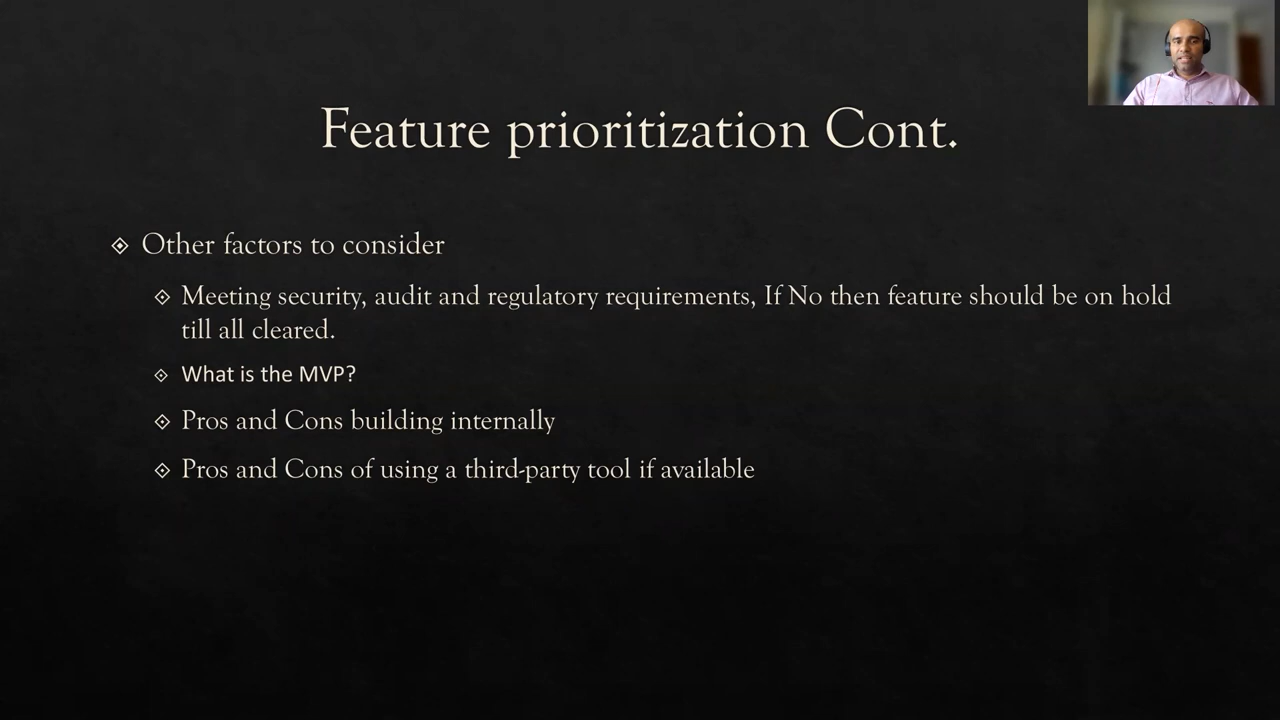 Feature prioritization Cont.
Other factors to consider
Meeting security, audit and regulatory requirements, If No then feature should be on hold
till all cleared.
What is the MVP?
Pros and Cons building internally
Pros and Cons of using a third-party tool if available